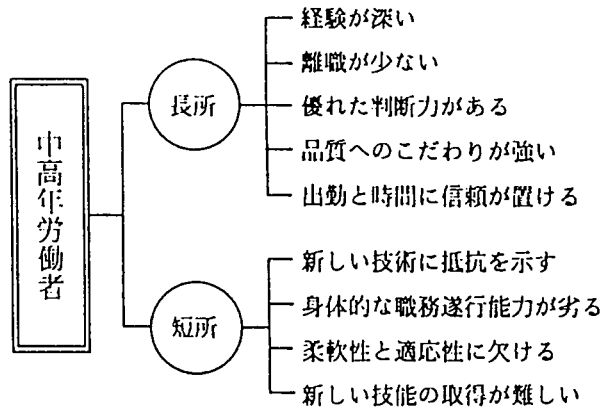 中高年労働者
長所
経験が深い
離職が少ない
優れた判断力がある
品質へのこだわりが強い
出勤と時間に信頼が置ける
短所
新しい技術に抵抗を示す
身体的な職務遂行能力が劣る
柔軟性と適応性に欠ける
新しい技能の取得が難しい